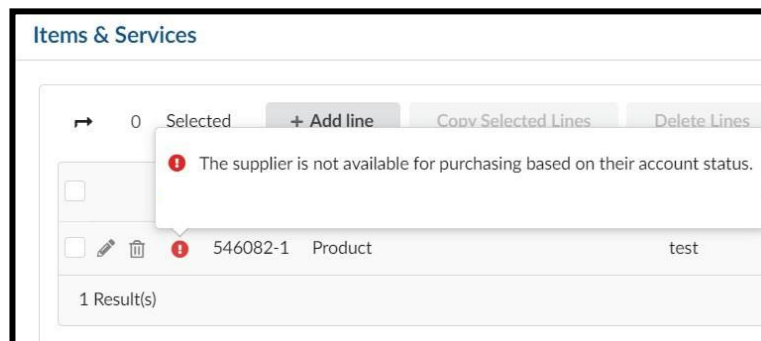 Items & Services
0 Selected + Add line Copy Selected Lines Delete Lines
The supplier is not available for purchasing based on their account status.
546082-1 Product test
1 Result(s)